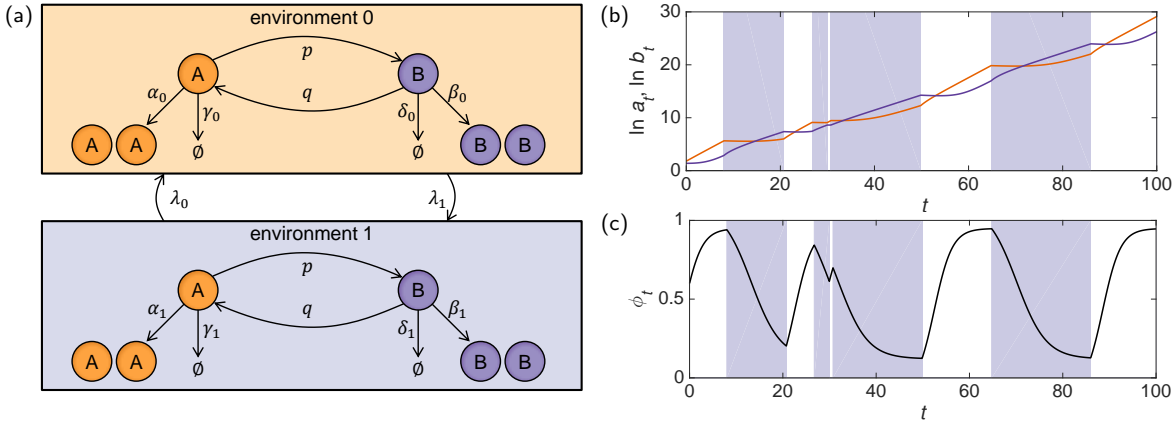 (a)
environment 0
A
p
q
B
α₀
γ₀
δ₀
β₀
A A
∅
∅
B B
λ₀
λ₁
environment 1
A
p
q
B
α₁
γ₁
δ₁
β₁
A A
∅
∅
B B
(b)
ln aₜ, ln bₜ
30
20
10
0
0 20 40 60 80 100
t
(c)
ϕₜ
1
0.5
0
0 20 40 60 80 100
t